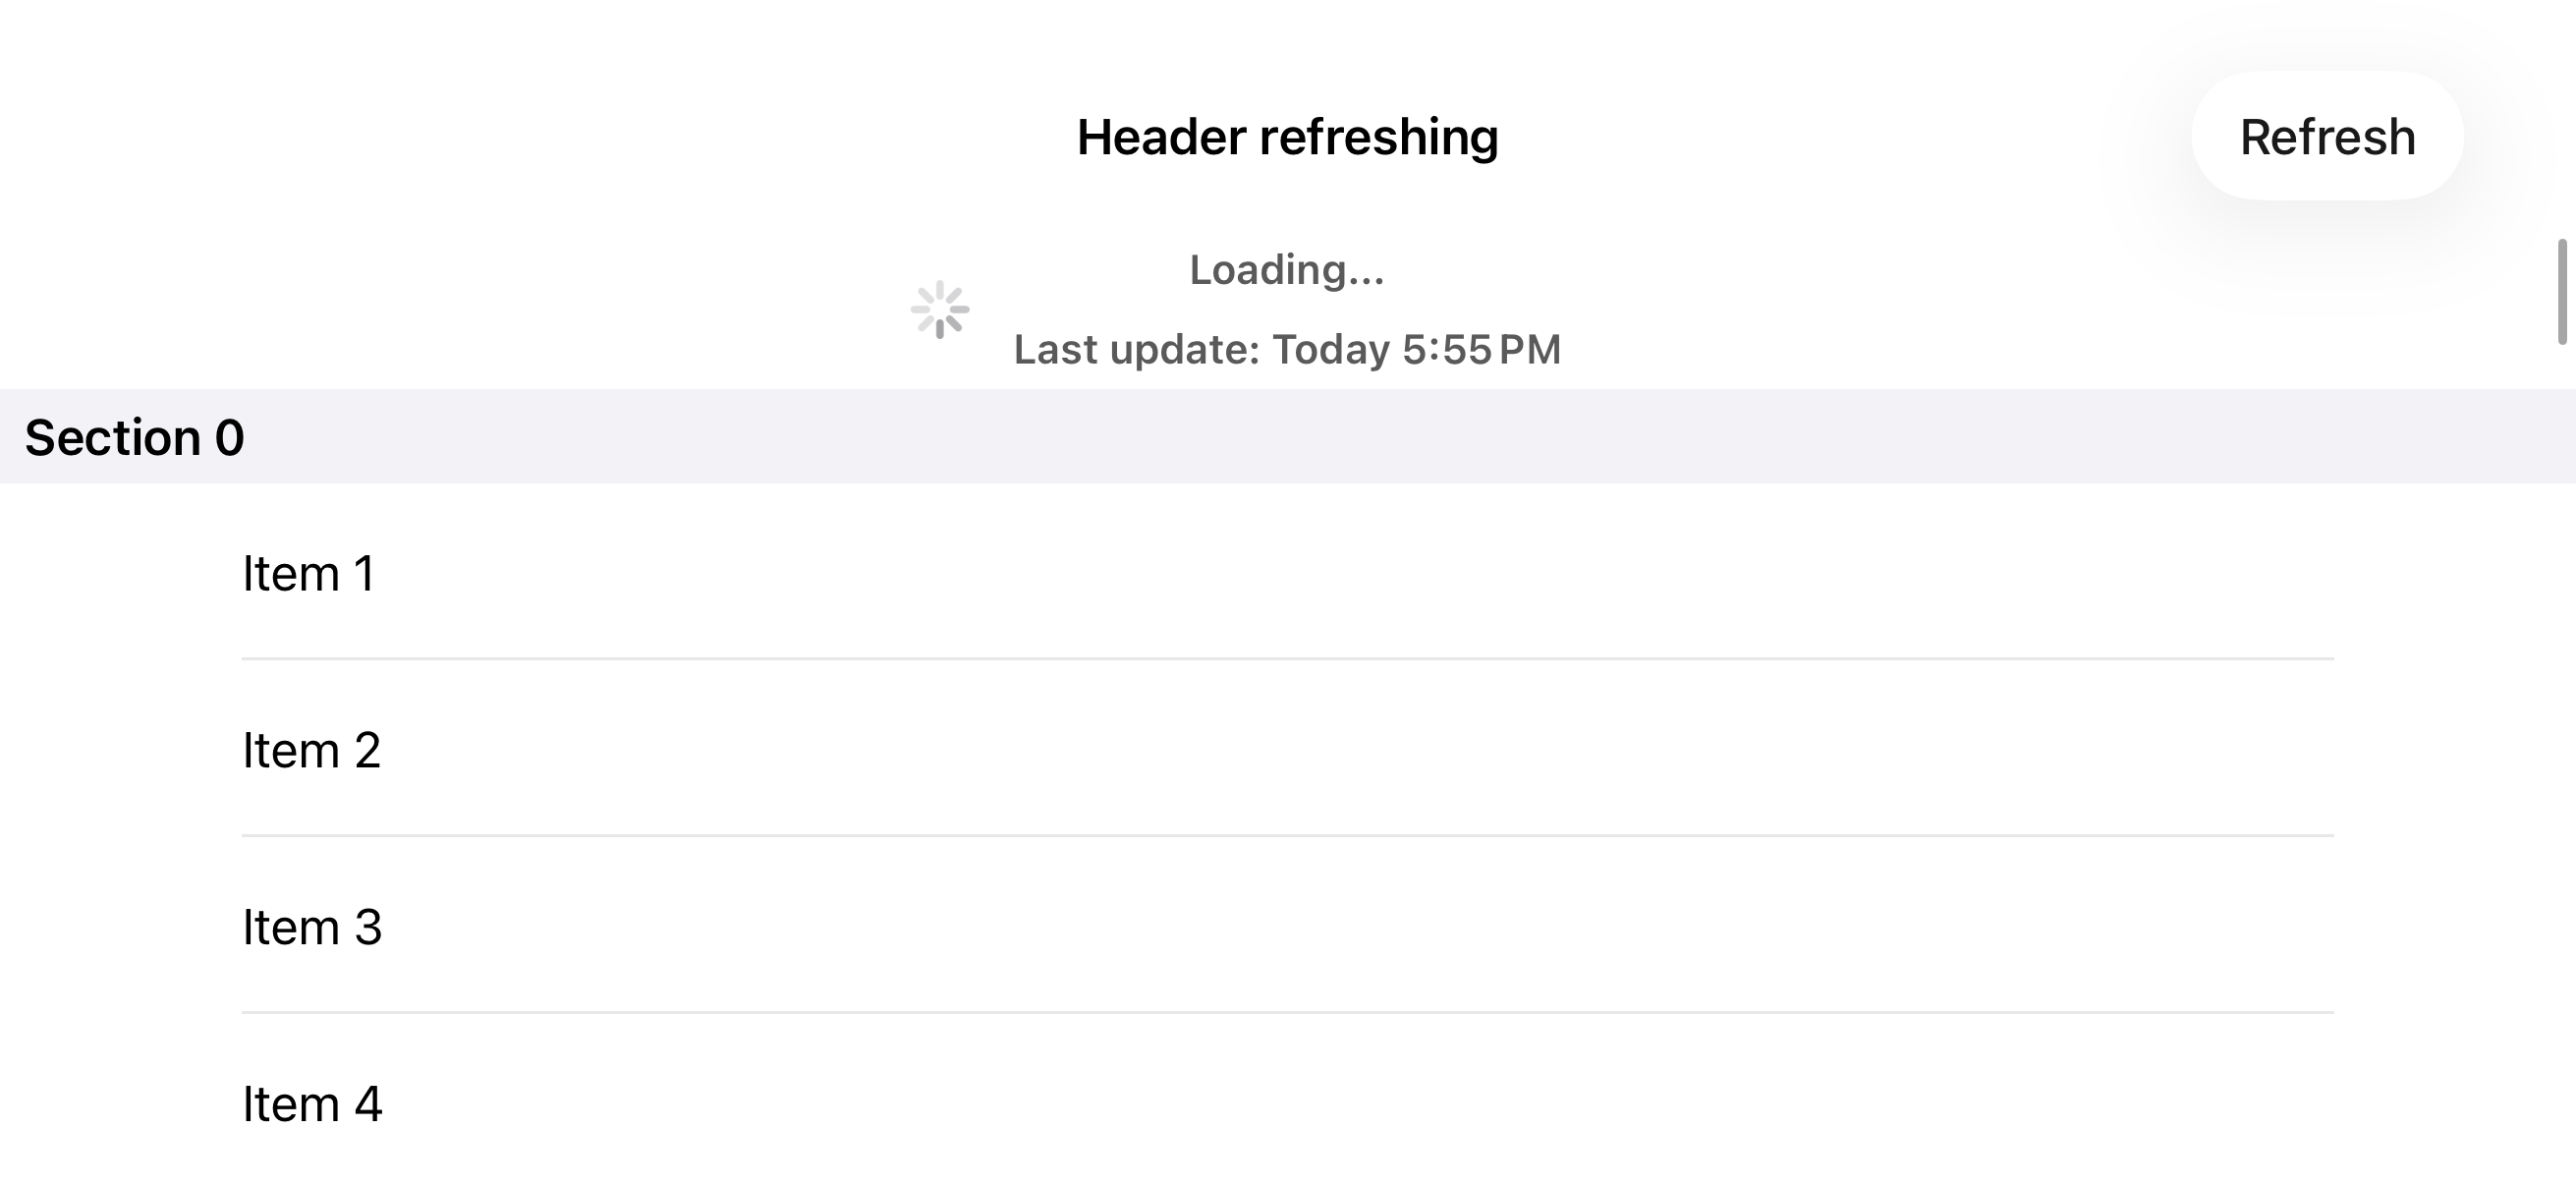 Header refreshing
Refresh
Loading...
Last update: Today 5:55 PM
Section 0
Item 1
Item 2
Item 3
Item 4